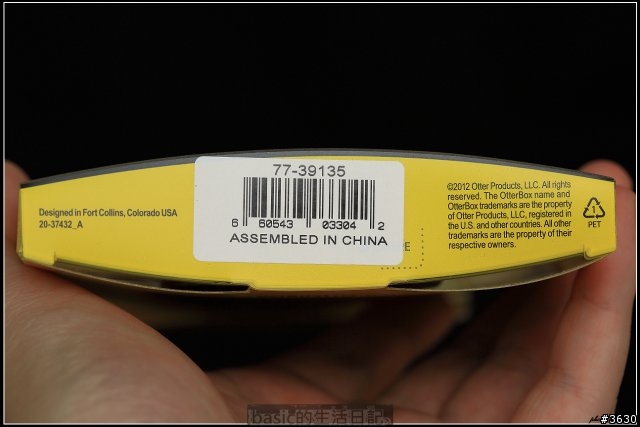 77-39135
6 60543 03304 2
ASSEMBLED IN CHINA
Designed in Fort Collins, Colorado USA
20-37432_A
©2012 Otter Products, LLC. All rights
reserved. The OtterBox name and
OtterBox trademarks are the property
of Otter Products, LLC, registered in
the U.S. and other countries. All other
trademarks are the property of their
respective owners.
1
PET
basic的生活日記
#3630